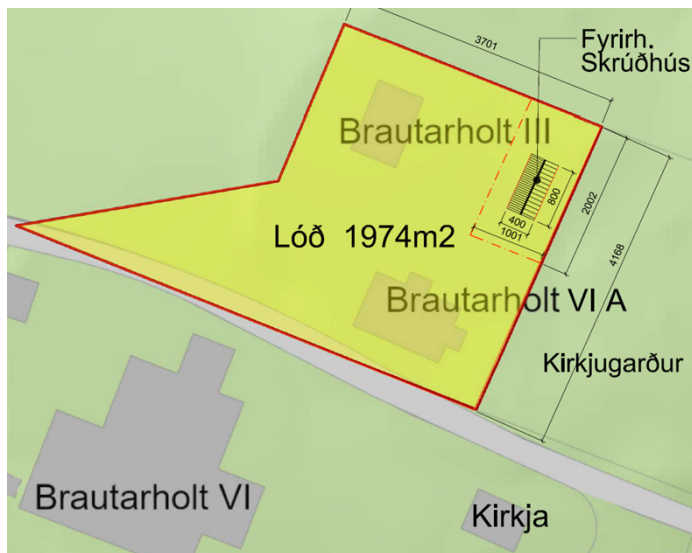 3701
Fyrirh.
Skrúðhús
Brautarholt III
800
2002
400
1001
Lóð 1974m2
4168
Brautarholt VI A
Kirkjugarður
Brautarholt VI
Kirkja